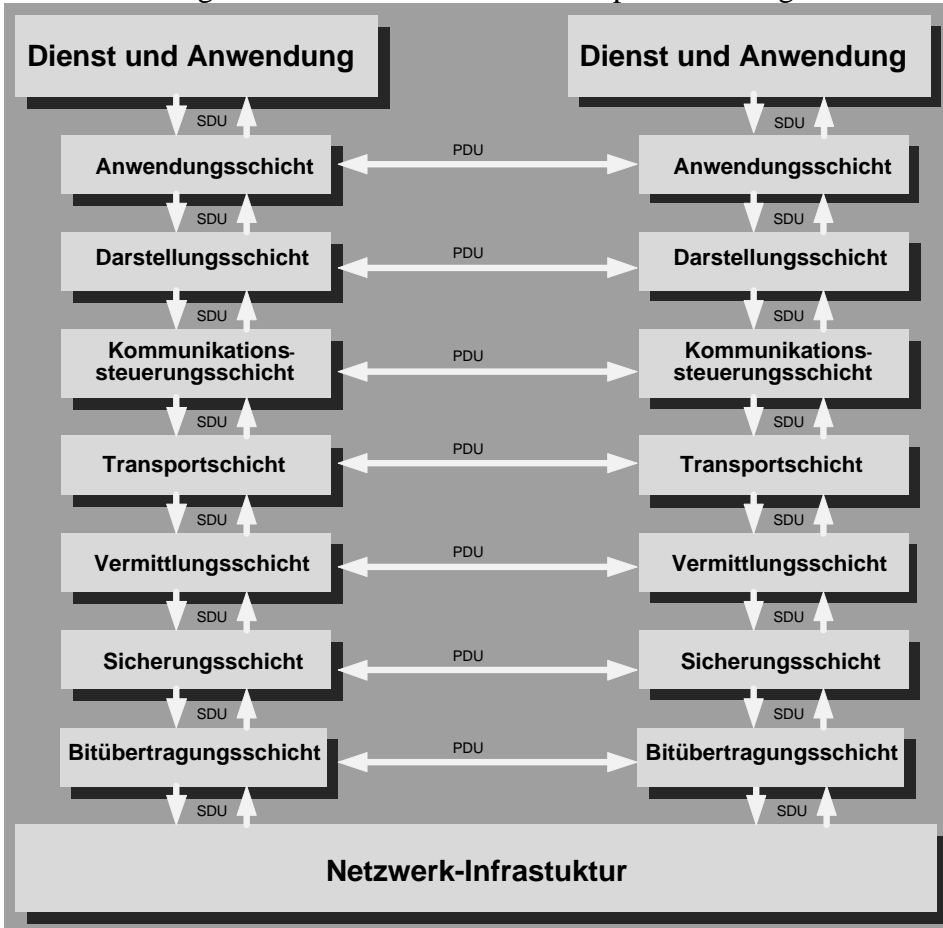 Dienst und Anwendung Dienst und Anwendung
SDU SDU
Anwendungsschicht PDU Anwendungsschicht
SDU SDU
Darstellungsschicht PDU Darstellungsschicht
SDU SDU
Kommunikations- Kommunikations-
steuerungsschicht PDU steuerungsschicht
SDU SDU
Transportschicht PDU Transportschicht
SDU SDU
Vermittlungsschicht PDU Vermittlungsschicht
SDU SDU
Sicherungsschicht PDU Sicherungsschicht
SDU SDU
Bitübertragungsschicht PDU Bitübertragungsschicht
SDU SDU
Netzwerk-Infrastuktur